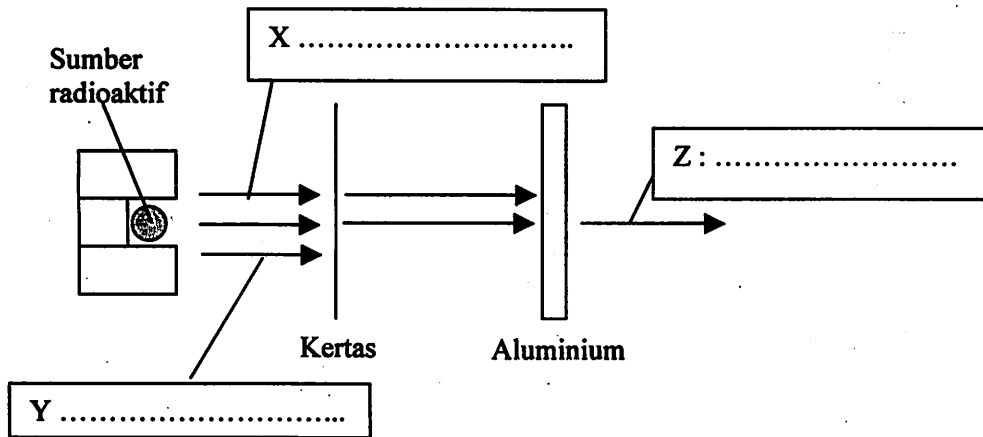 X ................................
Sumber
radioaktif
Z : ..........................
Kertas
Aluminium
Y ................................